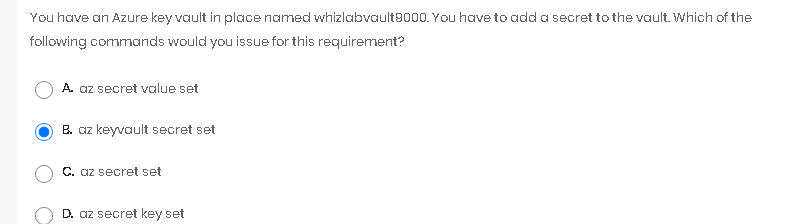 You have an Azure key vault in place named whizlabvault9000. You have to add a secret to the vault. Which of the
following commands would you issue for this requirement?
A. az secret value set
B. az keyvault secret set
C. az secret set
D. az secret key set